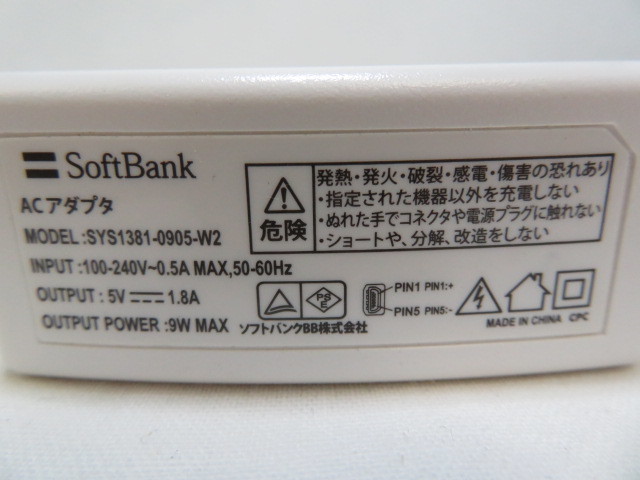 SoftBank
ACアダプタ
MODEL :SYS1381-0905-W2
INPUT :100-240V~0.5A MAX,50-60Hz
OUTPUT : 5V⎓1.8A
OUTPUT POWER :9W MAX
危険
発熱・発火・破裂・感電・傷害の恐れあり
・指定された機器以外を充電しない
・ぬれた手でコネクタや電源プラグに触れない
・ショートや、分解、改造をしない
PSE
ソフトバンクBB株式会社
PIN1 PIN1:+
PIN5 PIN5:-
MADE IN CHINA
CPC